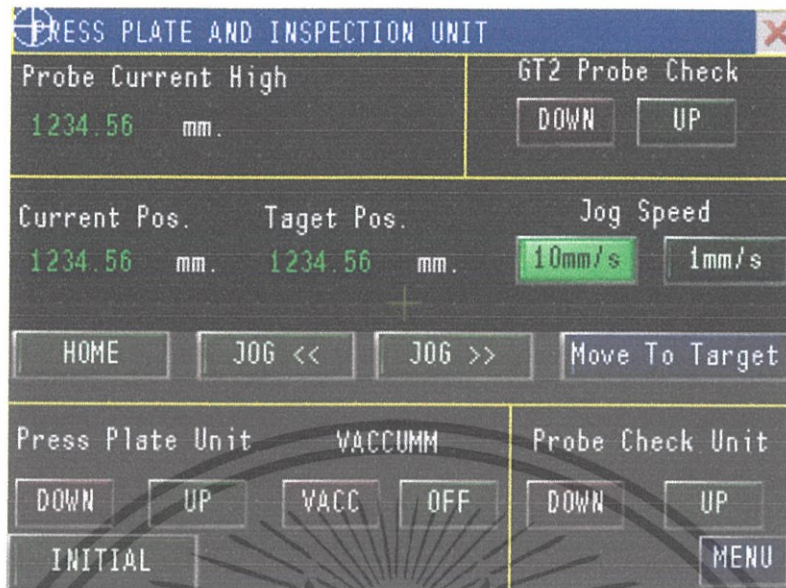 PRESS PLATE AND INSPECTION UNIT
Probe Current High
1234.56 mm.
GT2 Probe Check
DOWN UP
Current Pos. Taget Pos. Jog Speed
1234.56 mm. 1234.56 mm. 10mm/s 1mm/s
HOME JOG << JOG >> Move To Target
Press Plate Unit VACCUMM Probe Check Unit
DOWN UP VACC OFF DOWN UP
INITIAL MENU